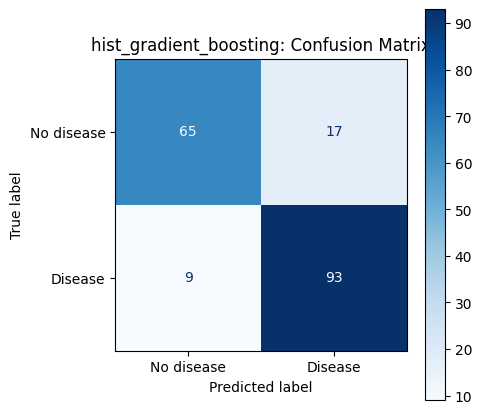 hist_gradient_boosting: Confusion Matrix
True label
No disease
Disease
65 17
9 93
No disease Disease
Predicted label
90
80
70
60
50
40
30
20
10